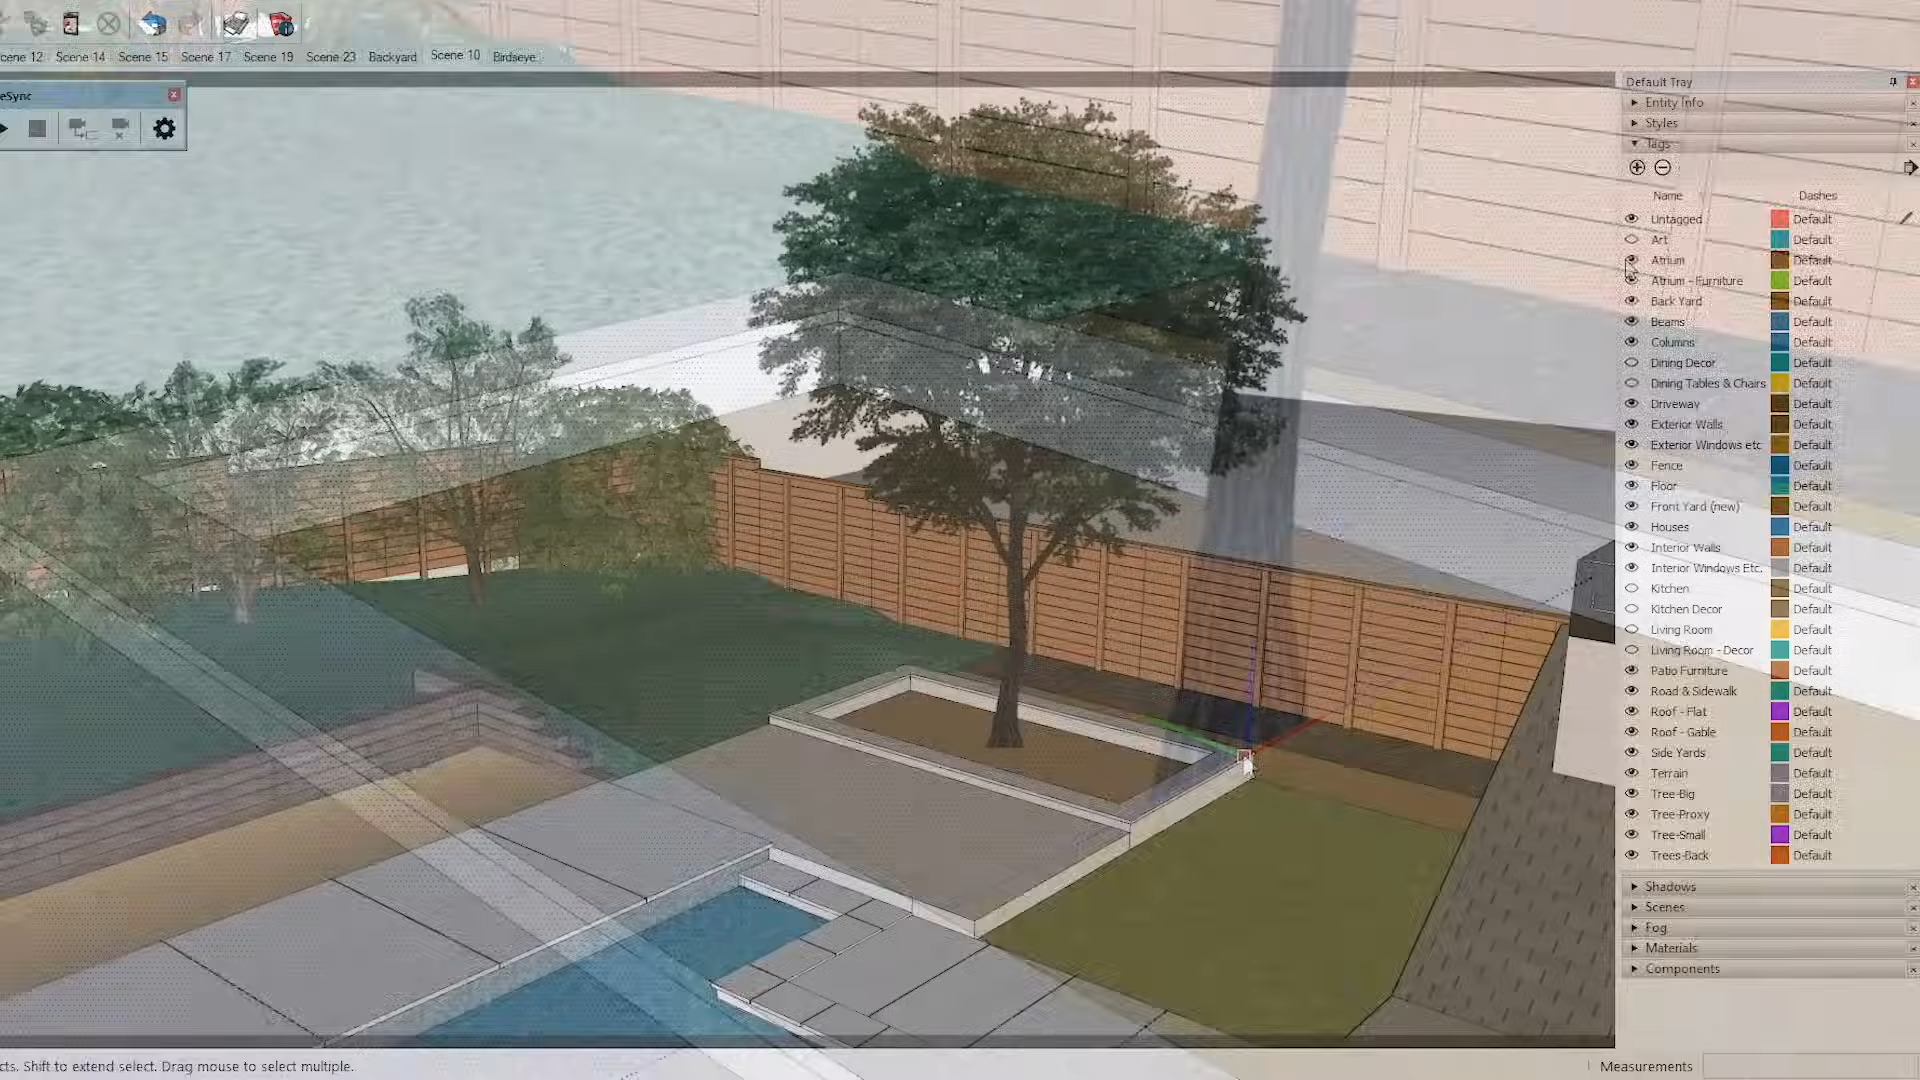 cene 12 Scene 14 Scene 15 Scene 17 Scene 19 Scene 23 Backyard Scene 10 Birdseye
eSync
Default Tray
Entity Info
Styles
Tags
Name Dashes
Untagged Default
Art Default
Atrium Default
Atrium - Furniture Default
Back Yard Default
Beams Default
Columns Default
Dining Decor Default
Dining Tables & Chairs Default
Driveway Default
Exterior Walls Default
Exterior Windows etc Default
Fence Default
Floor Default
Front Yard (new) Default
Houses Default
Interior Walls Default
Interior Windows Etc. Default
Kitchen Default
Kitchen Decor Default
Living Room Default
Living Room - Decor Default
Patio Furniture Default
Road & Sidewalk Default
Roof - Flat Default
Roof - Gable Default
Side Yards Default
Terrain Default
Tree-Big Default
Tree-Proxy Default
Tree-Small Default
Trees-Back Default
Shadows
Scenes
Fog
Materials
Components
cts. Shift to extend select. Drag mouse to select multiple.
Measurements